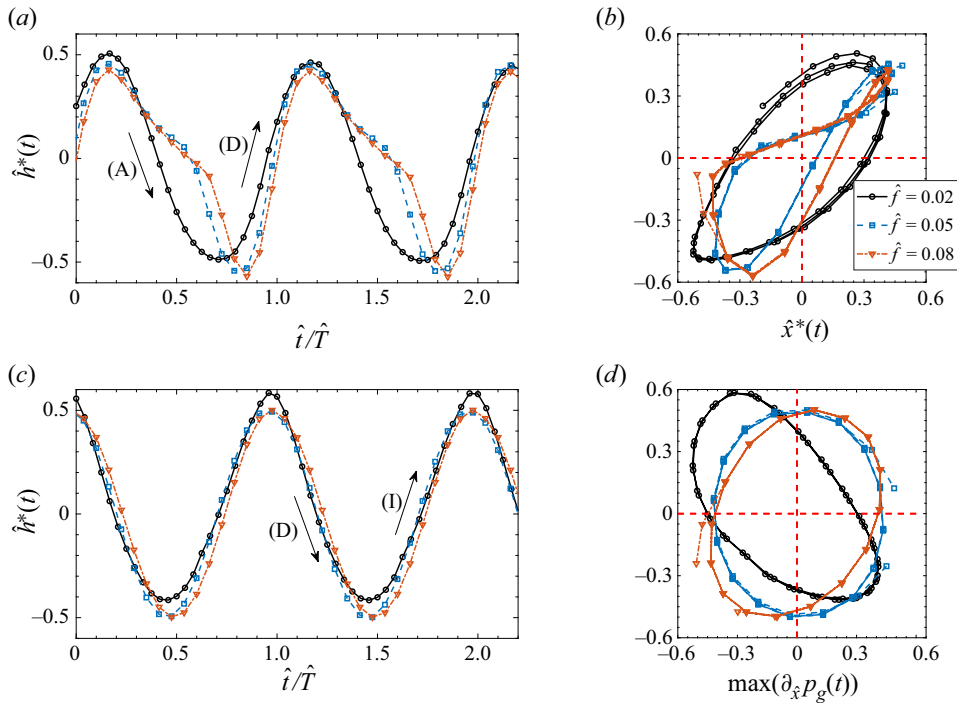 (a)
0.5
0
−0.5
ĥ*(t)
(A)
(D)
0 0.5 1.0 1.5 2.0
t̂/T̂
(b)
0.6
0.3
0
−0.3
−0.6
−0.6 −0.3 0 0.3 0.6
x̂*(t)
f̂ = 0.02
f̂ = 0.05
f̂ = 0.08
(c)
0.5
0
−0.5
ĥ*(t)
(D)
(I)
0 0.5 1.0 1.5 2.0
t̂/T̂
(d)
0.6
0.3
0
−0.3
−0.6
−0.6 −0.3 0 0.3 0.6
max(∂x̂ pg(t))